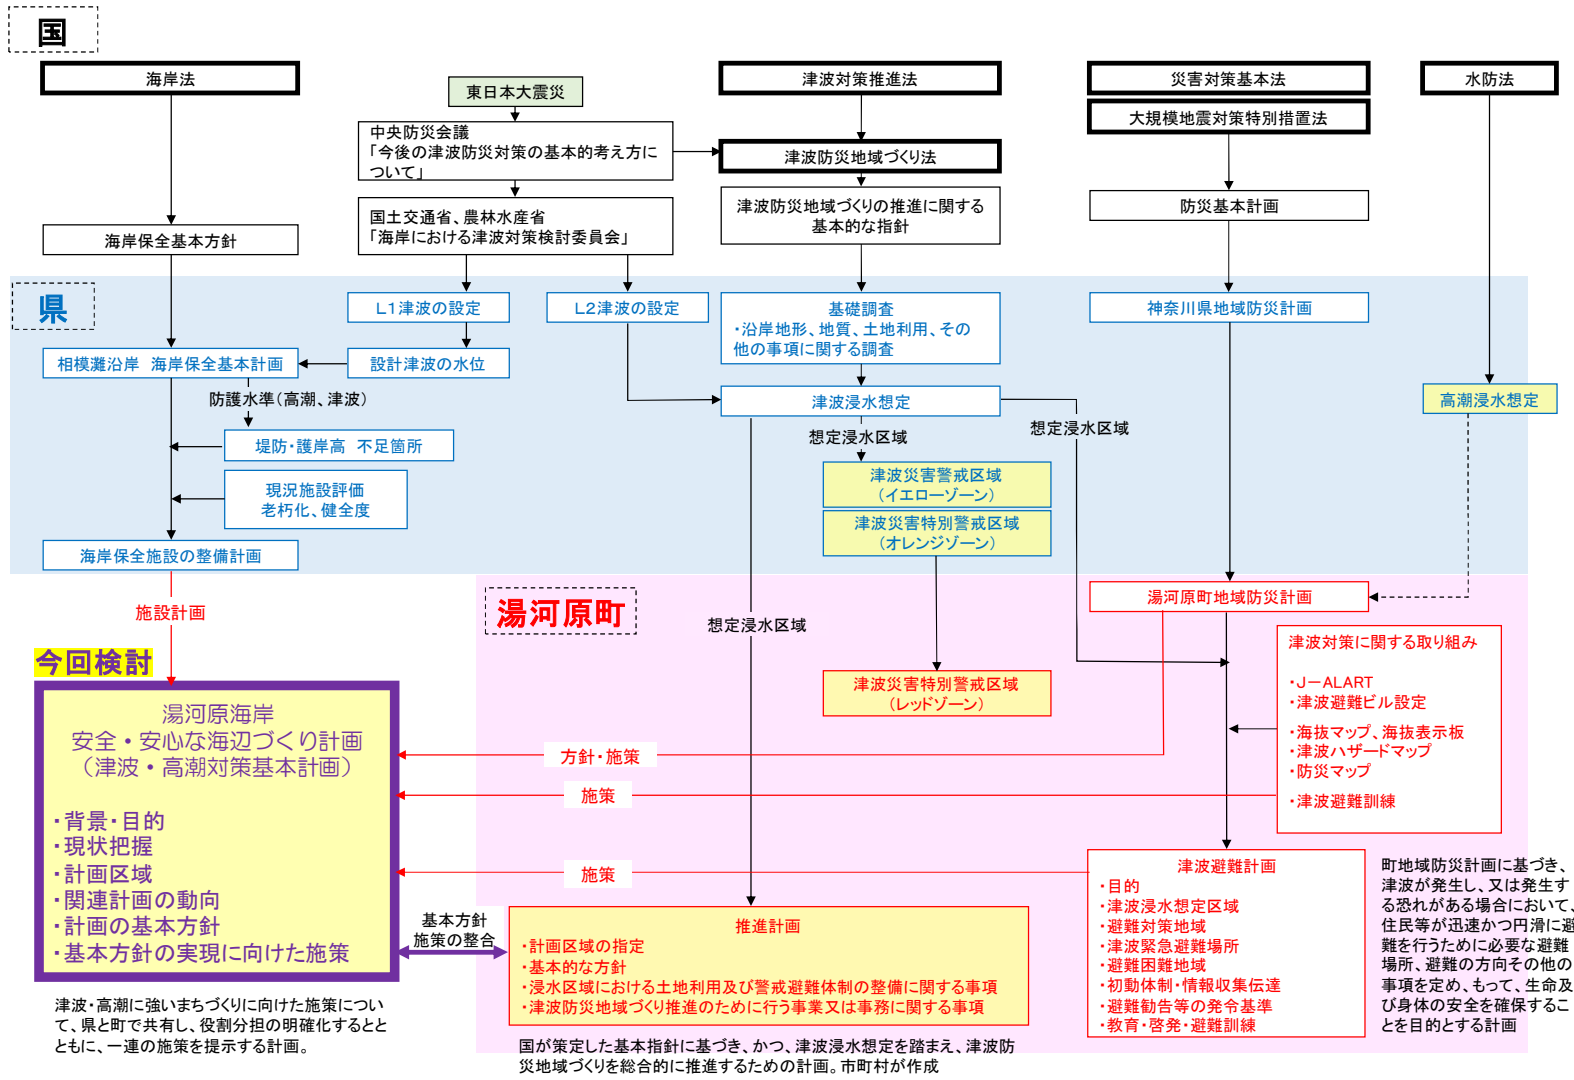 国
海岸法
東日本大震災
津波対策推進法
災害対策基本法
水防法
大規模地震対策特別措置法
中央防災会議
「今後の津波防災対策の基本的考え方に
ついて」
津波防災地域づくり法
国土交通省、農林水産省
「海岸における津波対策検討委員会」
津波防災地域づくりの推進に関する
基本的な指針
防災基本計画
海岸保全基本方針
県
L1津波の設定
L2津波の設定
基礎調査
・沿岸地形、地質、土地利用、その
他の事項に関する調査
神奈川県地域防災計画
相模灘沿岸 海岸保全基本計画
設計津波の水位
防護水準(高潮、津波)
津波浸水想定
高潮浸水想定
堤防・護岸高 不足箇所
想定浸水区域
想定浸水区域
現況施設評価
老朽化、健全度
津波災害警戒区域
(イエローゾーン)
津波災害特別警戒区域
(オレンジゾーン)
海岸保全施設の整備計画
湯河原町
施設計画
想定浸水区域
湯河原町地域防災計画
今回検討
津波災害特別警戒区域
(レッドゾーン)
津波対策に関する取り組み
・J-ALART
・津波避難ビル設定
・海抜マップ、海抜表示板
・津波ハザードマップ
・防災マップ
・津波避難訓練
湯河原海岸
安全・安心な海辺づくり計画
(津波・高潮対策基本計画)
・背景・目的
・現状把握
・計画区域
・関連計画の動向
・計画の基本方針
・基本方針の実現に向けた施策
方針・施策
施策
施策
基本方針
施策の整合
推進計画
・計画区域の指定
・基本的な方針
・浸水区域における土地利用及び警戒避難体制の整備に関する事項
・津波防災地域づくり推進のために行う事業又は事務に関する事項
津波避難計画
・目的
・津波浸水想定区域
・避難対策地域
・津波緊急避難場所
・避難困難地域
・初動体制・情報収集伝達
・避難勧告等の発令基準
・教育・啓発・避難訓練
町地域防災計画に基づき、
津波が発生し、又は発生す
る恐れがある場合において、
住民等が迅速かつ円滑に避
難を行うために必要な避難
場所、避難の方向その他の
事項を定め、もって、生命及
び身体の安全を確保するこ
とを目的とする計画
津波・高潮に強いまちづくりに向けた施策につい
て、県と町で共有し、役割分担の明確化するとと
ともに、一連の施策を提示する計画。
国が策定した基本指針に基づき、かつ、津波浸水想定を踏まえ、津波防
災地域づくりを総合的に推進するための計画。市町村が作成